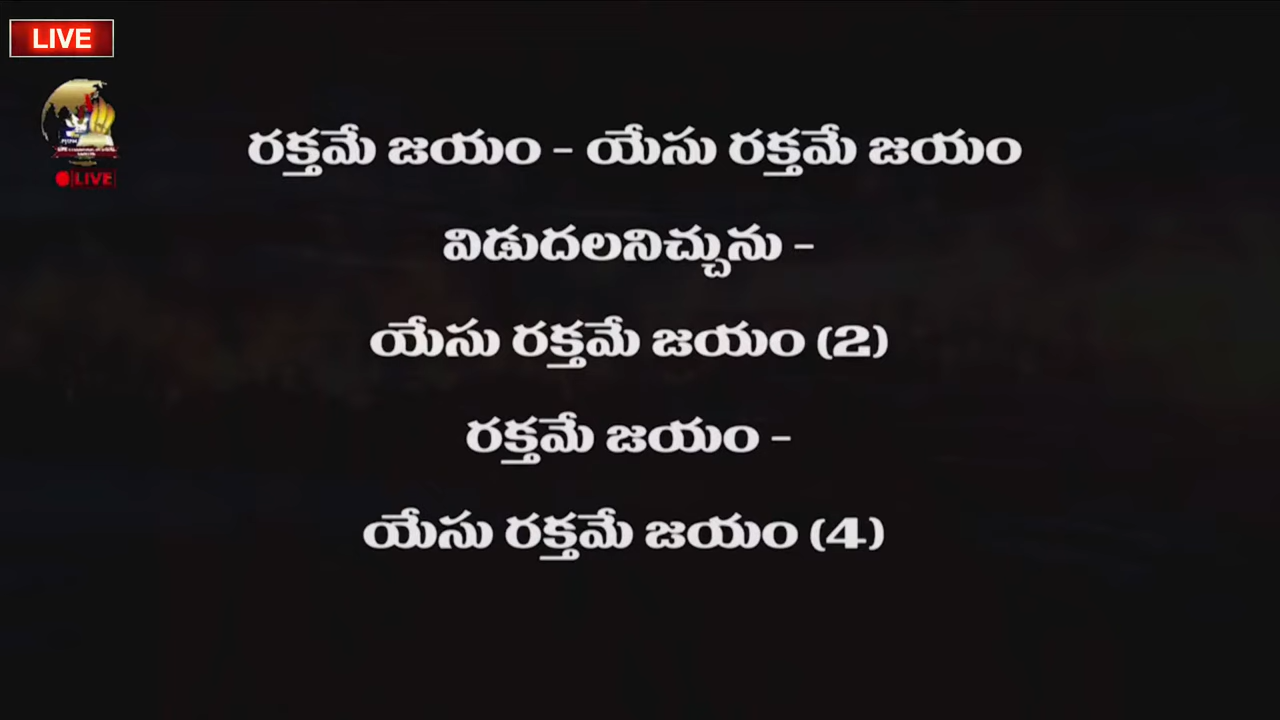 LIVE
LIVE
రక్తమే జయం - యేసు రక్తమే జయం
విడుదలనిచ్చును -
యేసు రక్తమే జయం (2)
రక్తమే జయం -
యేసు రక్తమే జయం (4)